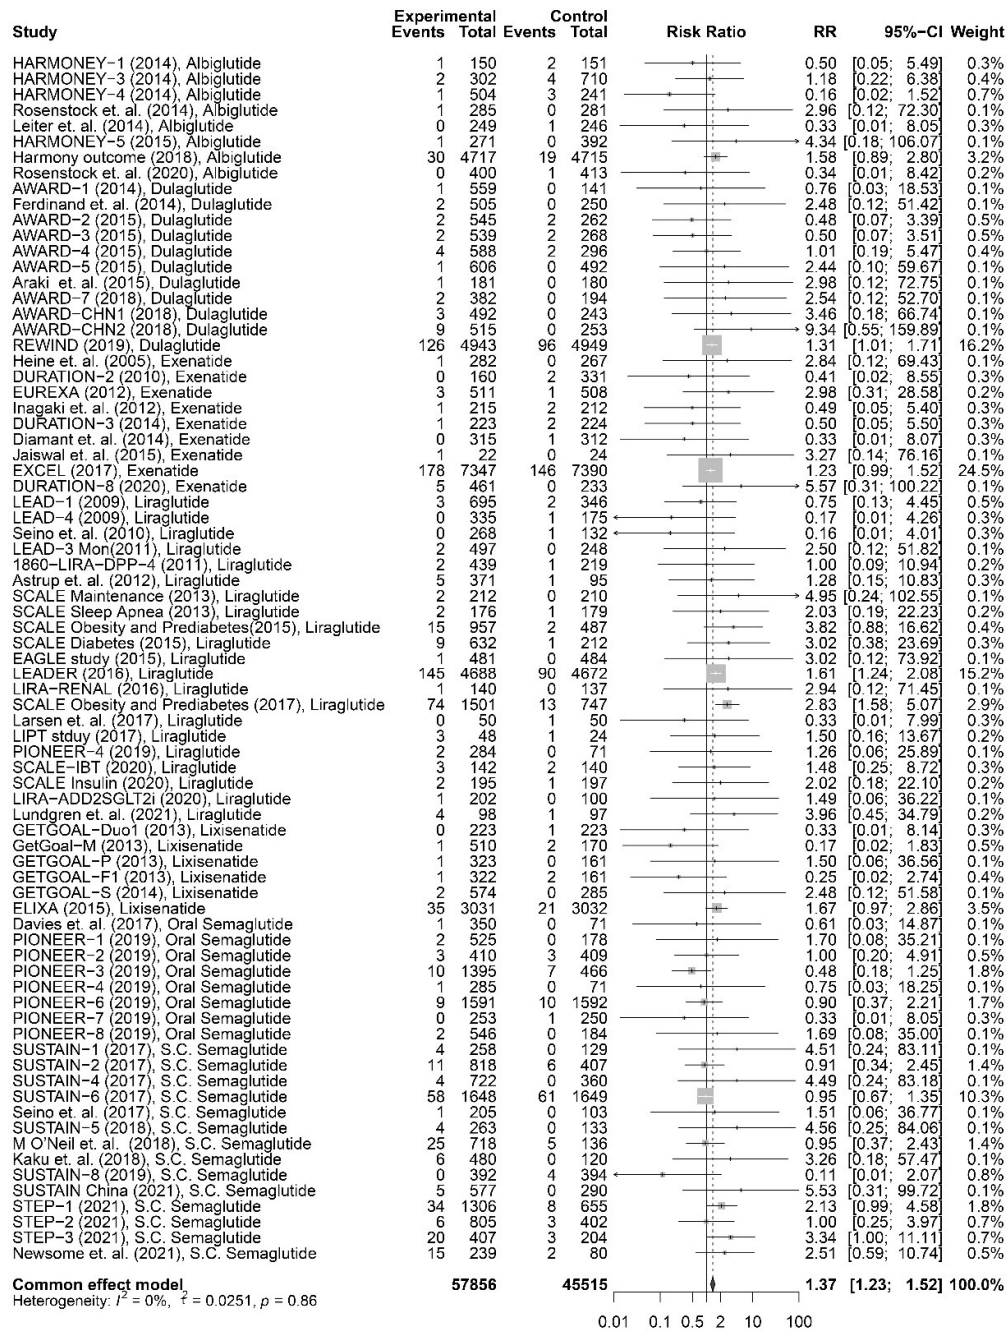 Experimental Control
Study Events Total Events Total Risk Ratio RR 95%−CI Weight
HARMONEY−1 (2014), Albiglutide 1 150 2 151 0.50 [0.05; 5.49] 0.3%
HARMONEY−3 (2014), Albiglutide 2 302 4 710 1.18 [0.22; 6.38] 0.3%
HARMONEY−4 (2014), Albiglutide 1 504 3 241 0.16 [0.02; 1.52] 0.7%
Rosenstock et. al. (2014), Albiglutide 1 285 0 281 2.96 [0.12; 72.30] 0.1%
Leiter et. al. (2014), Albiglutide 0 249 1 246 0.33 [0.01; 8.05] 0.3%
HARMONEY−5 (2015), Albiglutide 1 271 0 392 4.34 [0.18; 106.07] 0.1%
Harmony outcome (2018), Albiglutide 30 4717 19 4715 1.58 [0.89; 2.80] 3.2%
Rosenstock et. al. (2020), Albiglutide 0 400 1 413 0.34 [0.01; 8.42] 0.2%
AWARD−1 (2014), Dulaglutide 1 559 0 141 0.76 [0.03; 18.53] 0.1%
Ferdinand et. al. (2014), Dulaglutide 2 505 0 250 2.48 [0.12; 51.42] 0.1%
AWARD−2 (2015), Dulaglutide 2 545 2 262 0.48 [0.07; 3.39] 0.5%
AWARD−3 (2015), Dulaglutide 2 539 2 268 0.50 [0.07; 3.51] 0.5%
AWARD−4 (2015), Dulaglutide 4 588 2 296 1.01 [0.19; 5.47] 0.4%
AWARD−5 (2015), Dulaglutide 1 606 0 492 2.44 [0.10; 59.67] 0.1%
Araki et. al. (2015), Dulaglutide 1 181 0 180 2.98 [0.12; 72.75] 0.1%
AWARD−7 (2018), Dulaglutide 2 382 0 194 2.54 [0.12; 52.70] 0.1%
AWARD−CHN1 (2018), Dulaglutide 3 492 0 243 3.46 [0.18; 66.74] 0.1%
AWARD−CHN2 (2018), Dulaglutide 9 515 0 253 9.34 [0.55; 159.89] 0.1%
REWIND (2019), Dulaglutide 126 4943 96 4949 1.31 [1.01; 1.71] 16.2%
Heine et. al. (2005), Exenatide 1 282 0 267 2.84 [0.12; 69.43] 0.1%
DURATION−2 (2010), Exenatide 0 160 2 331 0.41 [0.02; 8.55] 0.3%
EUREXA (2012), Exenatide 3 511 1 508 2.98 [0.31; 28.58] 0.2%
Inagaki et. al. (2012), Exenatide 1 215 2 212 0.49 [0.05; 5.40] 0.3%
DURATION−3 (2014), Exenatide 1 223 2 224 0.50 [0.05; 5.50] 0.3%
Diamant et. al. (2014), Exenatide 0 315 1 312 0.33 [0.01; 8.07] 0.3%
Jaiswal et. al. (2015), Exenatide 1 22 0 24 3.27 [0.14; 76.16] 0.1%
EXCEL (2017), Exenatide 178 7347 146 7390 1.23 [0.99; 1.52] 24.5%
DURATION−8 (2020), Exenatide 5 461 0 233 5.57 [0.31; 100.22] 0.1%
LEAD−1 (2009), Liraglutide 3 695 2 346 0.75 [0.13; 4.45] 0.5%
LEAD−4 (2009), Liraglutide 0 335 1 175 0.17 [0.01; 4.26] 0.3%
Seino et. al. (2010), Liraglutide 0 268 1 132 0.16 [0.01; 4.01] 0.3%
LEAD−3 Mon(2011), Liraglutide 2 497 0 248 2.50 [0.12; 51.82] 0.1%
1860−LIRA−DPP−4 (2011), Liraglutide 2 439 1 219 1.00 [0.09; 10.94] 0.2%
Astrup et. al. (2012), Liraglutide 5 371 1 95 1.28 [0.15; 10.83] 0.3%
SCALE Maintenance (2013), Liraglutide 2 212 0 210 4.95 [0.24; 102.55] 0.1%
SCALE Sleep Apnea (2013), Liraglutide 2 176 1 179 2.03 [0.19; 22.23] 0.2%
SCALE Obesity and Prediabetes(2015), Liraglutide 15 957 2 487 3.82 [0.88; 16.62] 0.4%
SCALE Diabetes (2015), Liraglutide 9 632 1 212 3.02 [0.38; 23.69] 0.3%
EAGLE study (2015), Liraglutide 1 481 0 484 3.02 [0.12; 73.92] 0.1%
LEADER (2016), Liraglutide 145 4688 90 4672 1.61 [1.24; 2.08] 15.2%
LIRA−RENAL (2016), Liraglutide 1 140 0 137 2.94 [0.12; 71.45] 0.1%
SCALE Obesity and Prediabetes (2017), Liraglutide 74 1501 13 747 2.83 [1.58; 5.07] 2.9%
Larsen et. al. (2017), Liraglutide 0 50 1 50 0.33 [0.01; 7.99] 0.3%
LIPT stduy (2017), Liraglutide 3 48 1 24 1.50 [0.16; 13.67] 0.2%
PIONEER−4 (2019), Liraglutide 2 284 0 71 1.26 [0.06; 25.89] 0.1%
SCALE−IBT (2020), Liraglutide 3 142 2 140 1.48 [0.25; 8.72] 0.3%
SCALE Insulin (2020), Liraglutide 2 195 1 197 2.02 [0.18; 22.10] 0.2%
LIRA−ADD2SGLT2i (2020), Liraglutide 1 202 0 100 1.49 [0.06; 36.22] 0.1%
Lundgren et. al. (2021), Liraglutide 4 98 1 97 3.96 [0.45; 34.79] 0.2%
GETGOAL−Duo1 (2013), Lixisenatide 0 223 1 223 0.33 [0.01; 8.14] 0.3%
GetGoal−M (2013), Lixisenatide 1 510 2 170 0.17 [0.02; 1.83] 0.5%
GETGOAL−P (2013), Lixisenatide 1 323 0 161 1.50 [0.06; 36.56] 0.1%
GETGOAL−F1 (2013), Lixisenatide 1 322 2 161 0.25 [0.02; 2.74] 0.4%
GETGOAL−S (2014), Lixisenatide 2 574 0 285 2.48 [0.12; 51.58] 0.1%
ELIXA (2015), Lixisenatide 35 3031 21 3032 1.67 [0.97; 2.86] 3.5%
Davies et. al. (2017), Oral Semaglutide 1 350 0 71 0.61 [0.03; 14.87] 0.1%
PIONEER−1 (2019), Oral Semaglutide 2 525 0 178 1.70 [0.08; 35.21] 0.1%
PIONEER−2 (2019), Oral Semaglutide 3 410 3 409 1.00 [0.20; 4.91] 0.5%
PIONEER−3 (2019), Oral Semaglutide 10 1395 7 466 0.48 [0.18; 1.25] 1.8%
PIONEER−4 (2019), Oral Semaglutide 1 285 0 71 0.75 [0.03; 18.25] 0.1%
PIONEER−6 (2019), Oral Semaglutide 9 1591 10 1592 0.90 [0.37; 2.21] 1.7%
PIONEER−7 (2019), Oral Semaglutide 0 253 1 250 0.33 [0.01; 8.05] 0.3%
PIONEER−8 (2019), Oral Semaglutide 2 546 0 184 1.69 [0.08; 35.00] 0.1%
SUSTAIN−1 (2017), S.C. Semaglutide 4 258 0 129 4.51 [0.24; 83.11] 0.1%
SUSTAIN−2 (2017), S.C. Semaglutide 11 818 6 407 0.91 [0.34; 2.45] 1.4%
SUSTAIN−4 (2017), S.C. Semaglutide 4 722 0 360 4.49 [0.24; 83.18] 0.1%
SUSTAIN−6 (2017), S.C. Semaglutide 58 1648 61 1649 0.95 [0.67; 1.35] 10.3%
Seino et. al. (2017), S.C. Semaglutide 1 205 0 103 1.51 [0.06; 36.77] 0.1%
SUSTAIN−5 (2018), S.C. Semaglutide 4 263 0 133 4.56 [0.25; 84.06] 0.1%
M O'Neil et. al. (2018), S.C. Semaglutide 25 718 5 136 0.95 [0.37; 2.43] 1.4%
Kaku et. al. (2018), S.C. Semaglutide 6 480 0 120 3.26 [0.18; 57.47] 0.1%
SUSTAIN−8 (2019), S.C. Semaglutide 0 392 4 394 0.11 [0.01; 2.07] 0.8%
SUSTAIN China (2021), S.C. Semaglutide 5 577 0 290 5.53 [0.31; 99.72] 0.1%
STEP−1 (2021), S.C. Semaglutide 34 1306 8 655 2.13 [0.99; 4.58] 1.8%
STEP−2 (2021), S.C. Semaglutide 6 805 3 402 1.00 [0.25; 3.97] 0.7%
STEP−3 (2021), S.C. Semaglutide 20 407 3 204 3.34 [1.00; 11.11] 0.7%
Newsome et. al. (2021), S.C. Semaglutide 15 239 2 80 2.51 [0.59; 10.74] 0.5%
Common effect model 57856 45515 1.37 [1.23; 1.52] 100.0%
Heterogeneity: I² = 0%, τ² = 0.0251, p = 0.86
0.01 0.1 0.5 2 10 100